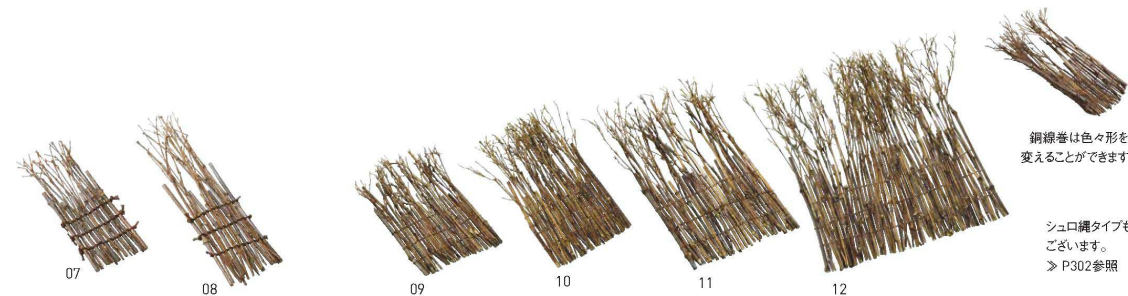 銅線巻は色々形を
変えることができます
シュロ縄タイプも
ございます。
≫ P302参照
07
08
09
10
11
12